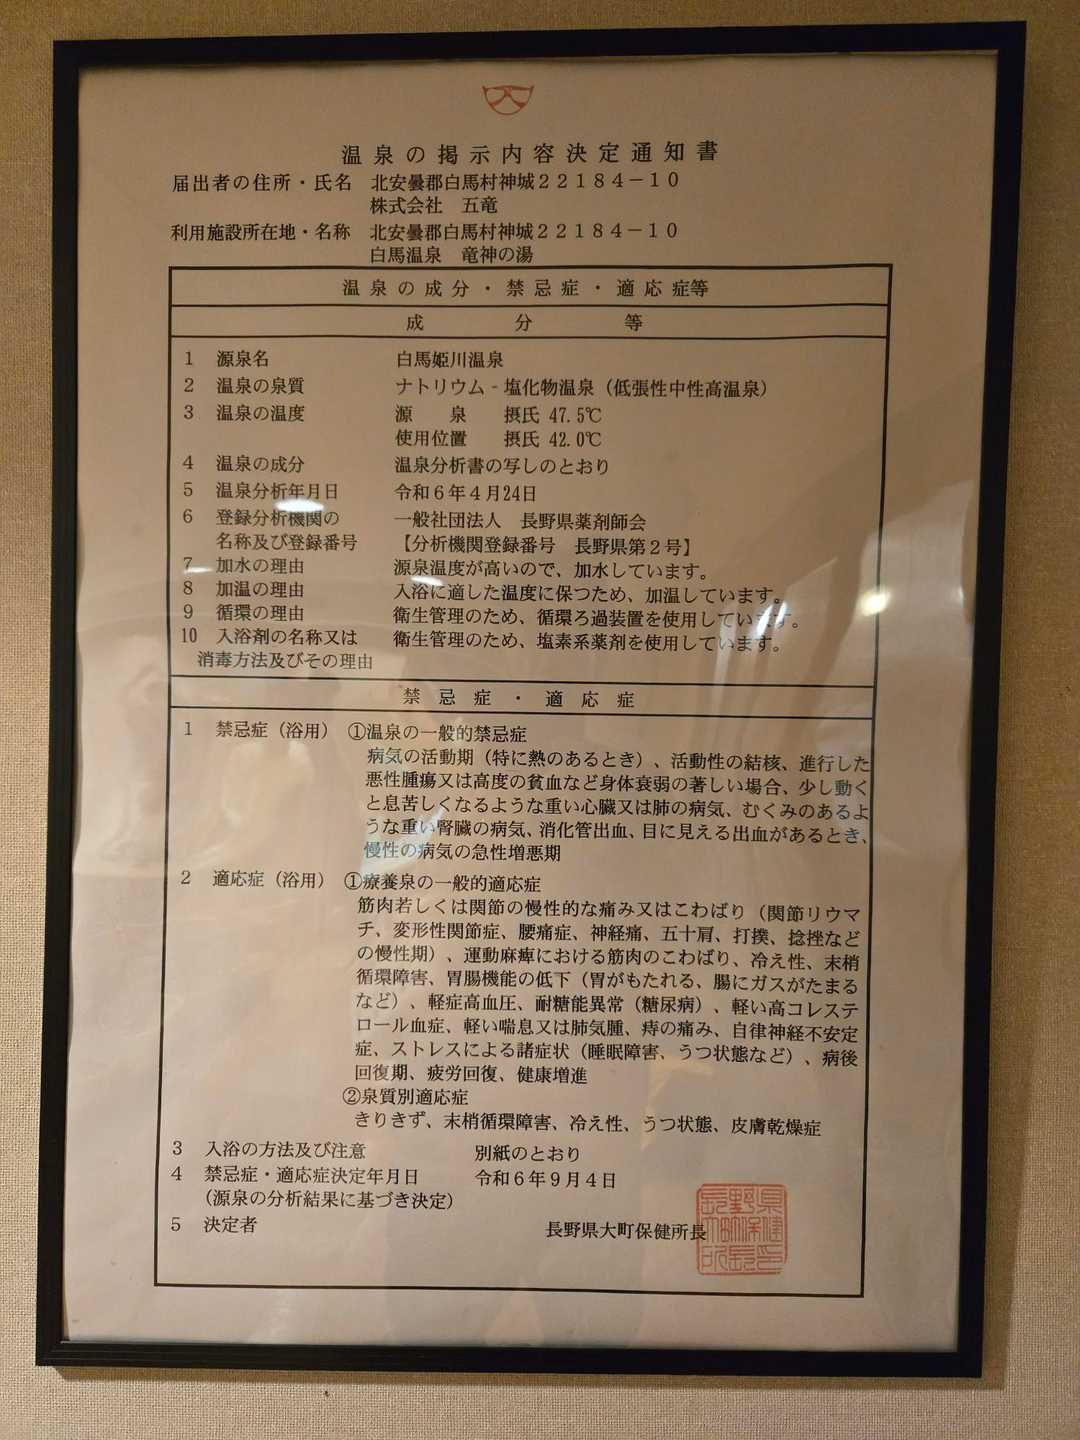 温泉の掲示内容決定通知書
届出者の住所・氏名 北安曇郡白馬村神城２２１８４－１０
株式会社 五竜
利用施設所在地・名称 北安曇郡白馬村神城２２１８４－１０
白馬温泉 竜神の湯
温泉の成分・禁忌症・適応症等
成分等
1 源泉名 白馬姫川温泉
2 温泉の泉質 ナトリウム‐塩化物温泉（低張性中性高温泉）
3 温泉の温度 源泉 摂氏 47.5℃
使用位置 摂氏 42.0℃
4 温泉の成分 温泉分析書の写しのとおり
5 温泉分析年月日 令和６年４月24日
6 登録分析機関の 一般社団法人 長野県薬剤師会
名称及び登録番号 【分析機関登録番号 長野県第２号】
7 加水の理由 源泉温度が高いので、加水しています。
8 加温の理由 入浴に適した温度に保つため、加温しています。
9 循環の理由 衛生管理のため、循環ろ過装置を使用しています。
10 入浴剤の名称又は 衛生管理のため、塩素系薬剤を使用しています。
消毒方法及びその理由
禁忌症・適応症
1 禁忌症（浴用） ①温泉の一般的禁忌症
病気の活動期（特に熱のあるとき）、活動性の結核、進行した
悪性腫瘍又は高度の貧血など身体衰弱の著しい場合、少し動く
と息苦しくなるような重い心臓又は肺の病気、むくみのあるよ
うな重い腎臓の病気、消化管出血、目に見える出血があるとき、
慢性の病気の急性増悪期
2 適応症（浴用） ①療養泉の一般的適応症
筋肉若しくは関節の慢性的な痛み又はこわばり（関節リウマ
チ、変形性関節症、腰痛症、神経痛、五十肩、打撲、捻挫など
の慢性期）、運動麻痺における筋肉のこわばり、冷え性、末梢
循環障害、胃腸機能の低下（胃がもたれる、腸にガスがたまる
など）、軽症高血圧、耐糖能異常（糖尿病）、軽い高コレステ
ロール血症、軽い喘息又は肺気腫、痔の痛み、自律神経不安定
症、ストレスによる諸症状（睡眠障害、うつ状態など）、病後
回復期、疲労回復、健康増進
②泉質別適応症
きりきず、末梢循環障害、冷え性、うつ状態、皮膚乾燥症
3 入浴の方法及び注意 別紙のとおり
4 禁忌症・適応症決定年月日 令和６年９月４日
（源泉の分析結果に基づき決定）
5 決定者 長野県大町保健所長
長野県大町保健所長印